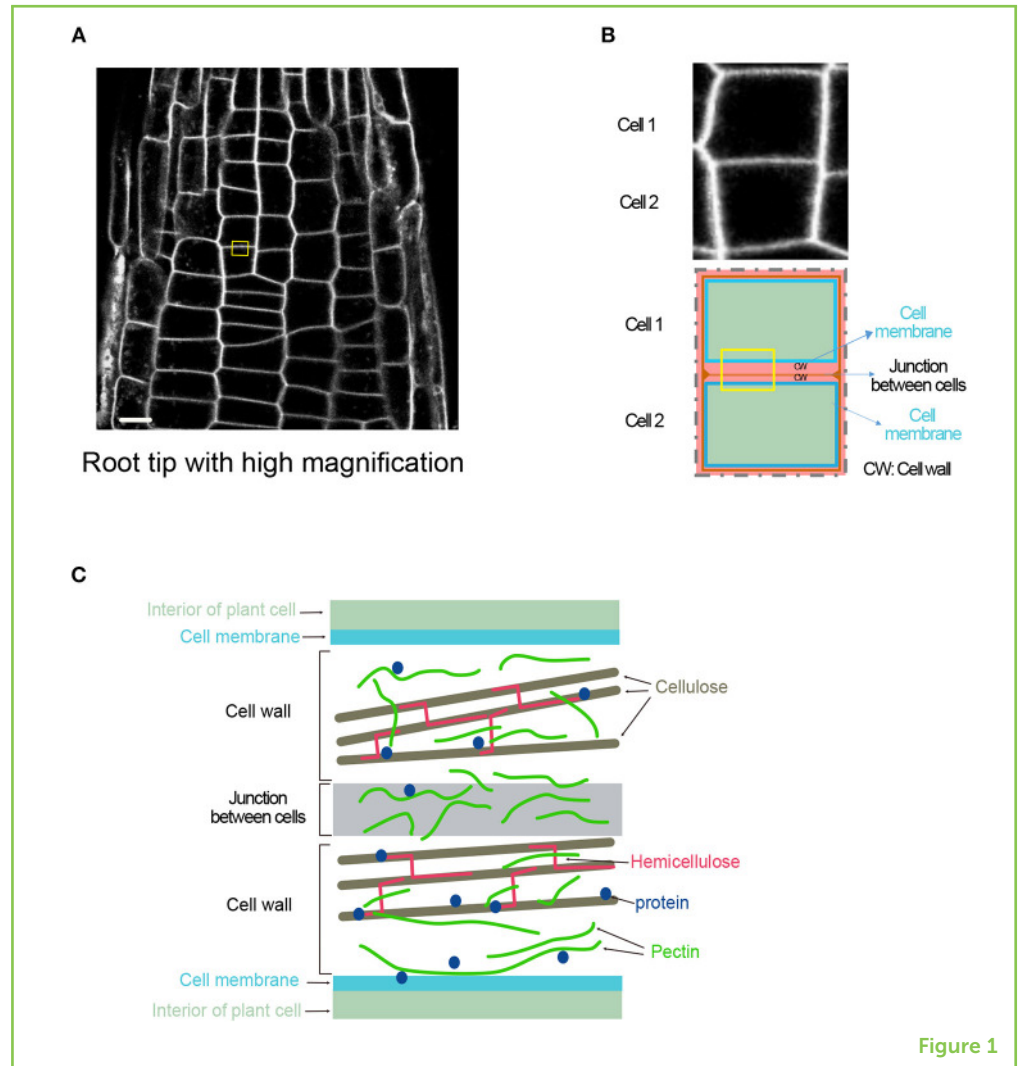 A
B
Cell 1
Cell 2
Root tip with high magnification
Cell 1
Cell
membrane
CW
CW
Junction
between cells
Cell 2
Cell
membrane
CW: Cell wall
C
Interior of plant cell
Cell membrane
Cell wall
Cellulose
Junction
between cells
Hemicellulose
Cell wall
protein
Pectin
Cell membrane
Interior of plant cell
Figure 1